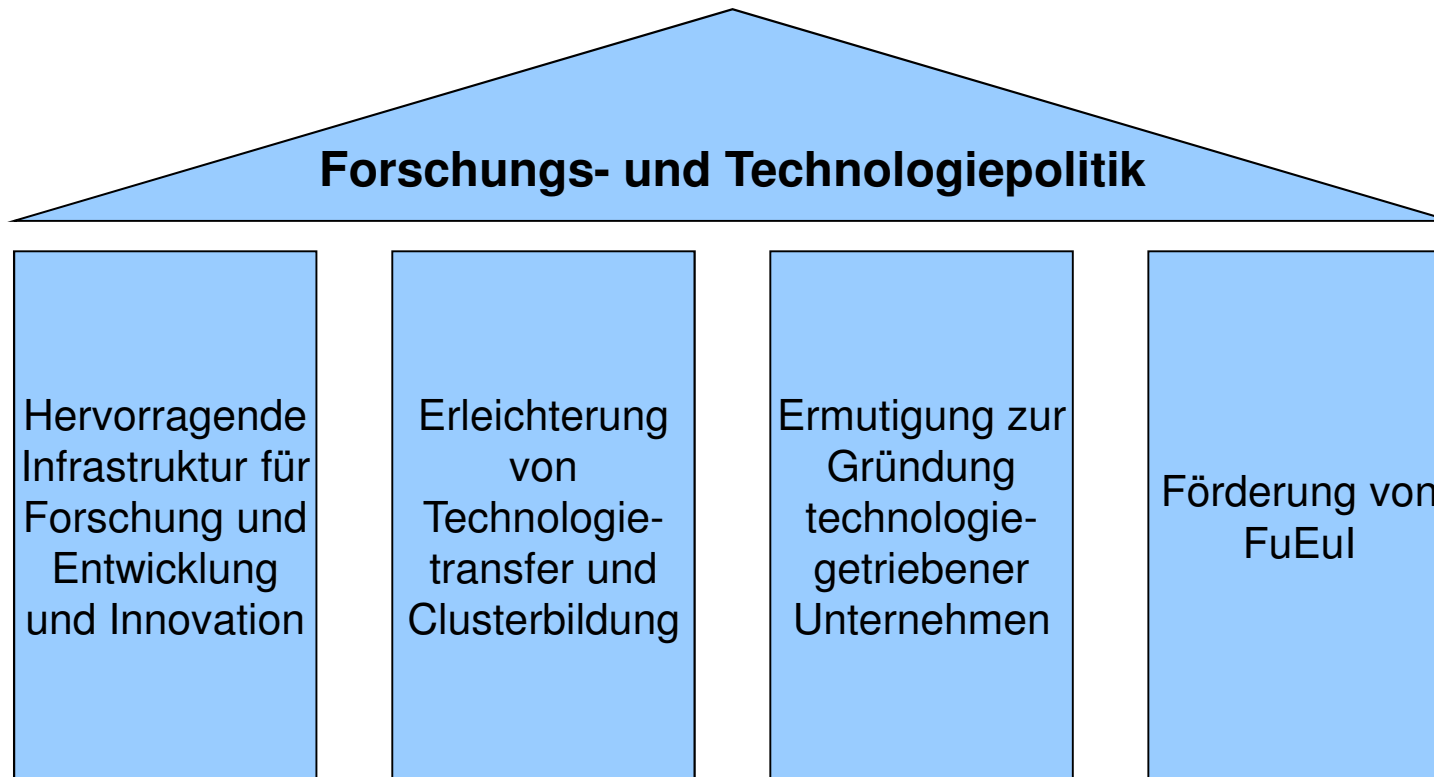 Forschungs- und Technologiepolitik
Hervorragende
Infrastruktur für
Forschung und
Entwicklung
und Innovation
Erleichterung
von
Technologie-
transfer und
Clusterbildung
Ermutigung zur
Gründung
technologie-
getriebener
Unternehmen
Förderung von
FuEuI